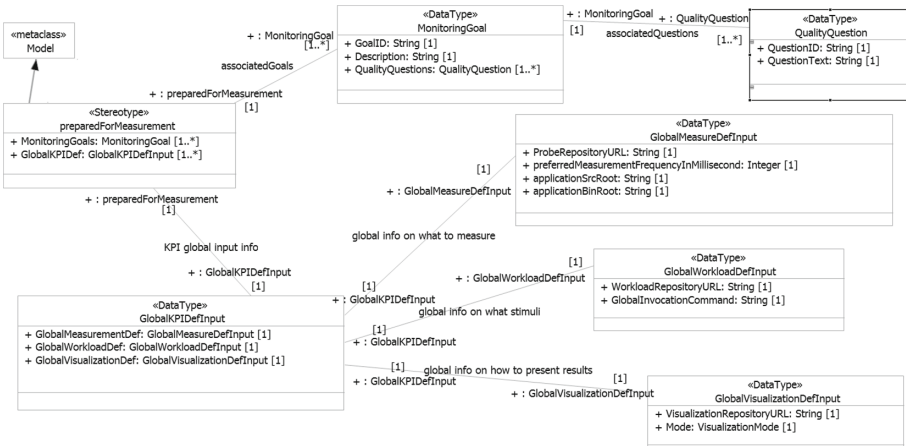 «metaclass»
Model
«Stereotype»
preparedForMeasurement
+ MonitoringGoals: MonitoringGoal [1..*]
+ GlobalKPIDef: GlobalKPIDefInput [1..*]
+ : MonitoringGoal
[1..*]
associatedGoals
+ : preparedForMeasurement
[1]
«DataType»
MonitoringGoal
+ GoalID: String [1]
+ Description: String [1]
+ QualityQuestions: QualityQuestion [1..*]
+ : MonitoringGoal
[1]
+ : QualityQuestion
associatedQuestions
[1..*]
«DataType»
QualityQuestion
+ QuestionID: String [1]
+ QuestionText: String [1]
«DataType»
GlobalMeasureDefInput
+ ProbeRepositoryURL: String [1]
+ preferredMeasurementFrequencyInMillisecond: Integer [1]
+ applicationSrcRoot: String [1]
+ applicationBinRoot: String [1]
[1]
+ : GlobalMeasureDefInput
+ : preparedForMeasurement
[1]
global info on what to measure
KPI global input info
+ : GlobalKPIDefInput
[1]
[1]
+ : GlobalKPIDefInput
[1]
+ : GlobalWorkloadDefInput
«DataType»
GlobalWorkloadDefInput
+ WorkloadRepositoryURL: String [1]
+ GlobalInvocationCommand: String [1]
global info on what stimuli
[1]
+ : GlobalKPIDefInput
«DataType»
GlobalKPIDefInput
+ GlobalMeasurementDef: GlobalMeasureDefInput [1]
+ GlobalWorkloadDef: GlobalWorkloadDefInput [1]
+ GlobalVisualizationDef: GlobalVisualizationDefInput [1]
[1]
global info on how to present results
+ : GlobalKPIDefInput
[1]
+ : GlobalVisualizationDefInput
«DataType»
GlobalVisualizationDefInput
+ VisualizationRepositoryURL: String [1]
+ Mode: VisualizationMode [1]